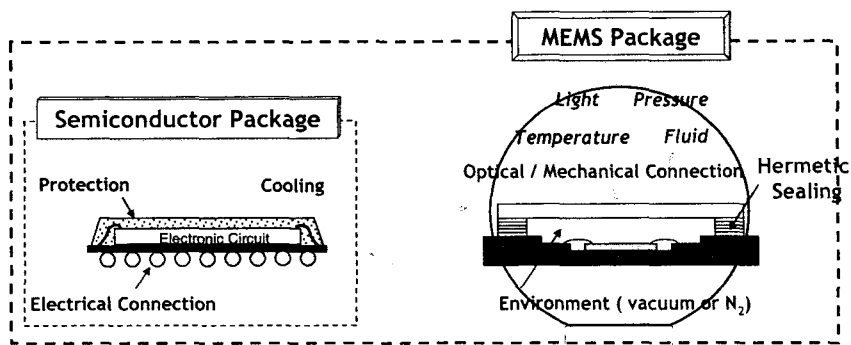 MEMS Package
Semiconductor Package
Protection
Cooling
Electronic Circuit
Electrical Connection
Light Pressure
Temperature Fluid
Optical / Mechanical Connection
Hermetic
Sealing
Environment ( vacuum or N₂)